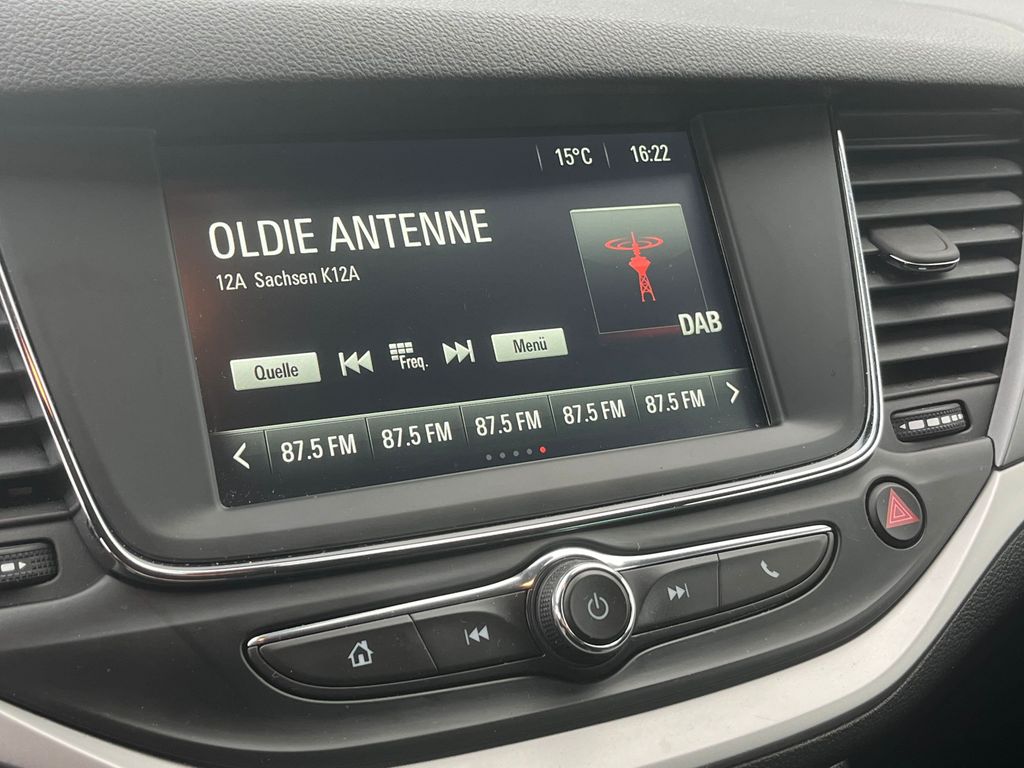 15°C 16:22
OLDIE ANTENNE
12A Sachsen K12A
DAB
Quelle Freq. Menü
87.5 FM 87.5 FM 87.5 FM 87.5 FM 87.5 FM